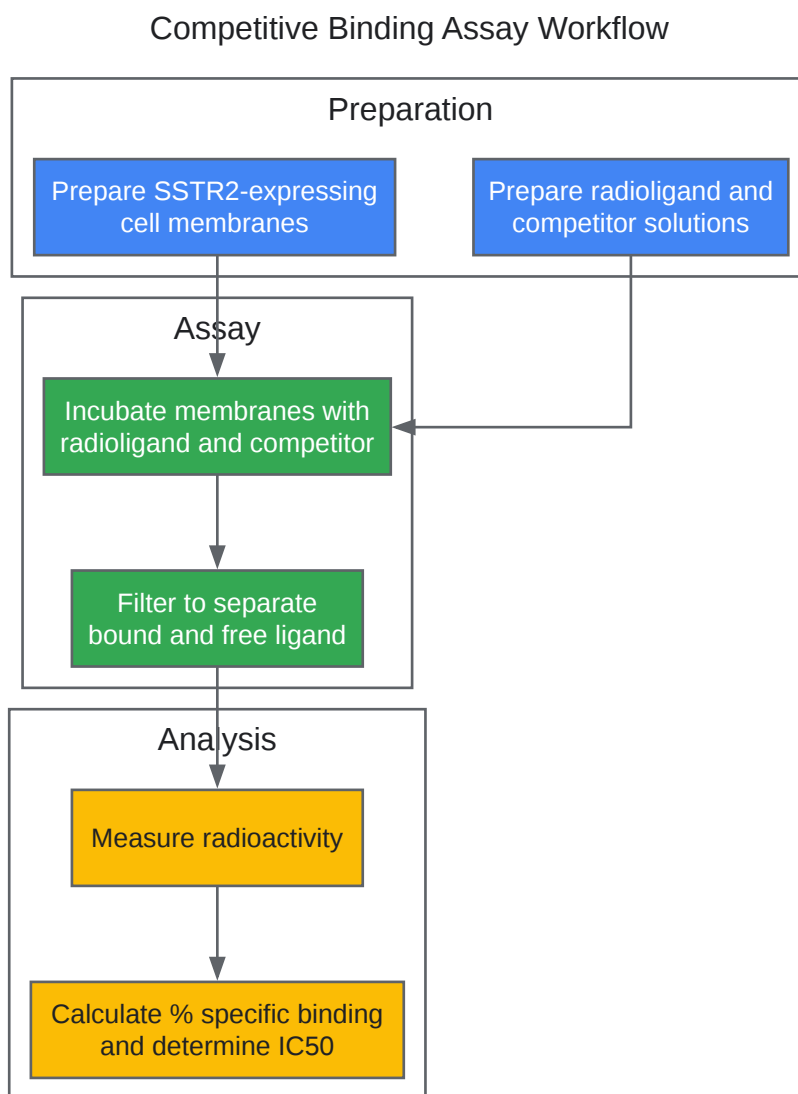 Competitive Binding Assay Workflow
Preparation
Prepare SSTR2-expressing
cell membranes
Prepare radioligand and
competitor solutions
Assay
Incubate membranes with
radioligand and competitor
Filter to separate
bound and free ligand
Analysis
Measure radioactivity
Calculate % specific binding
and determine IC50